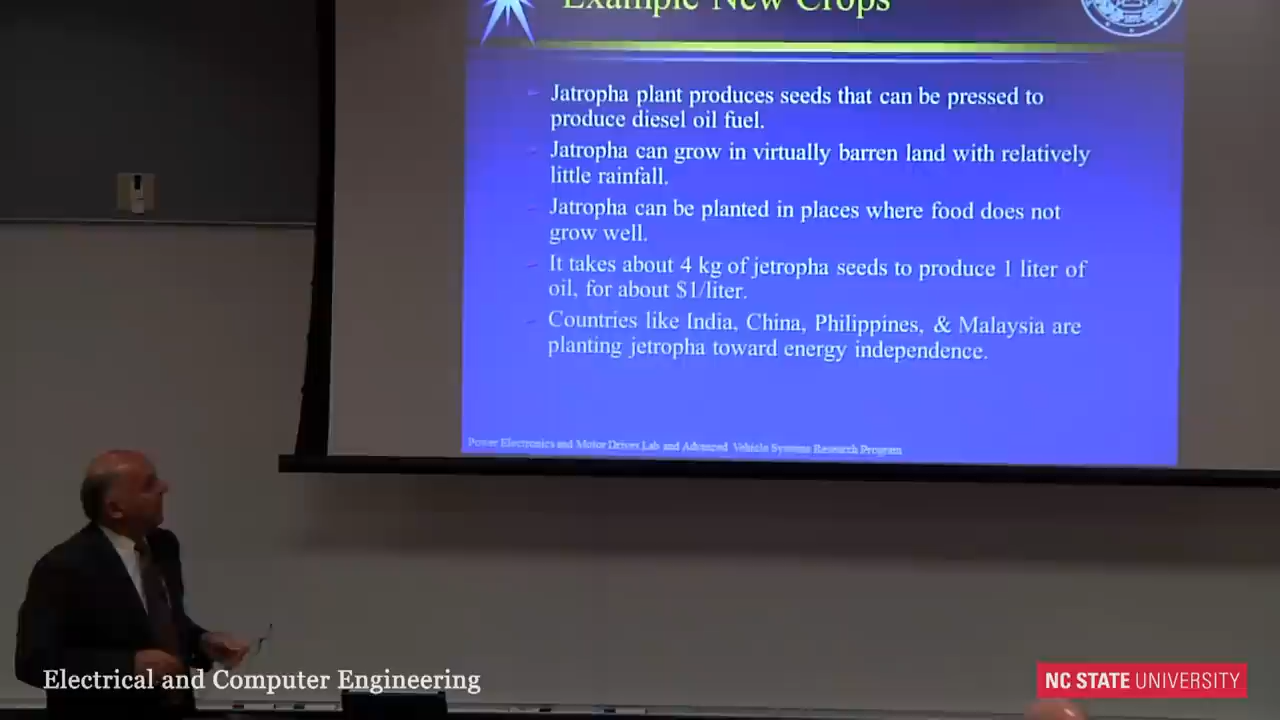 Example New Crops
– Jatropha plant produces seeds that can be pressed to
produce diesel oil fuel.
– Jatropha can grow in virtually barren land with relatively
little rainfall.
– Jatropha can be planted in places where food does not
grow well.
– It takes about 4 kg of jetropha seeds to produce 1 liter of
oil, for about $1/liter.
– Countries like India, China, Philippines, & Malaysia are
planting jetropha toward energy independence.
Power Electronics and Motor Drives Lab and Advanced Vehicle Systems Research Program
Electrical and Computer Engineering
NC STATE UNIVERSITY